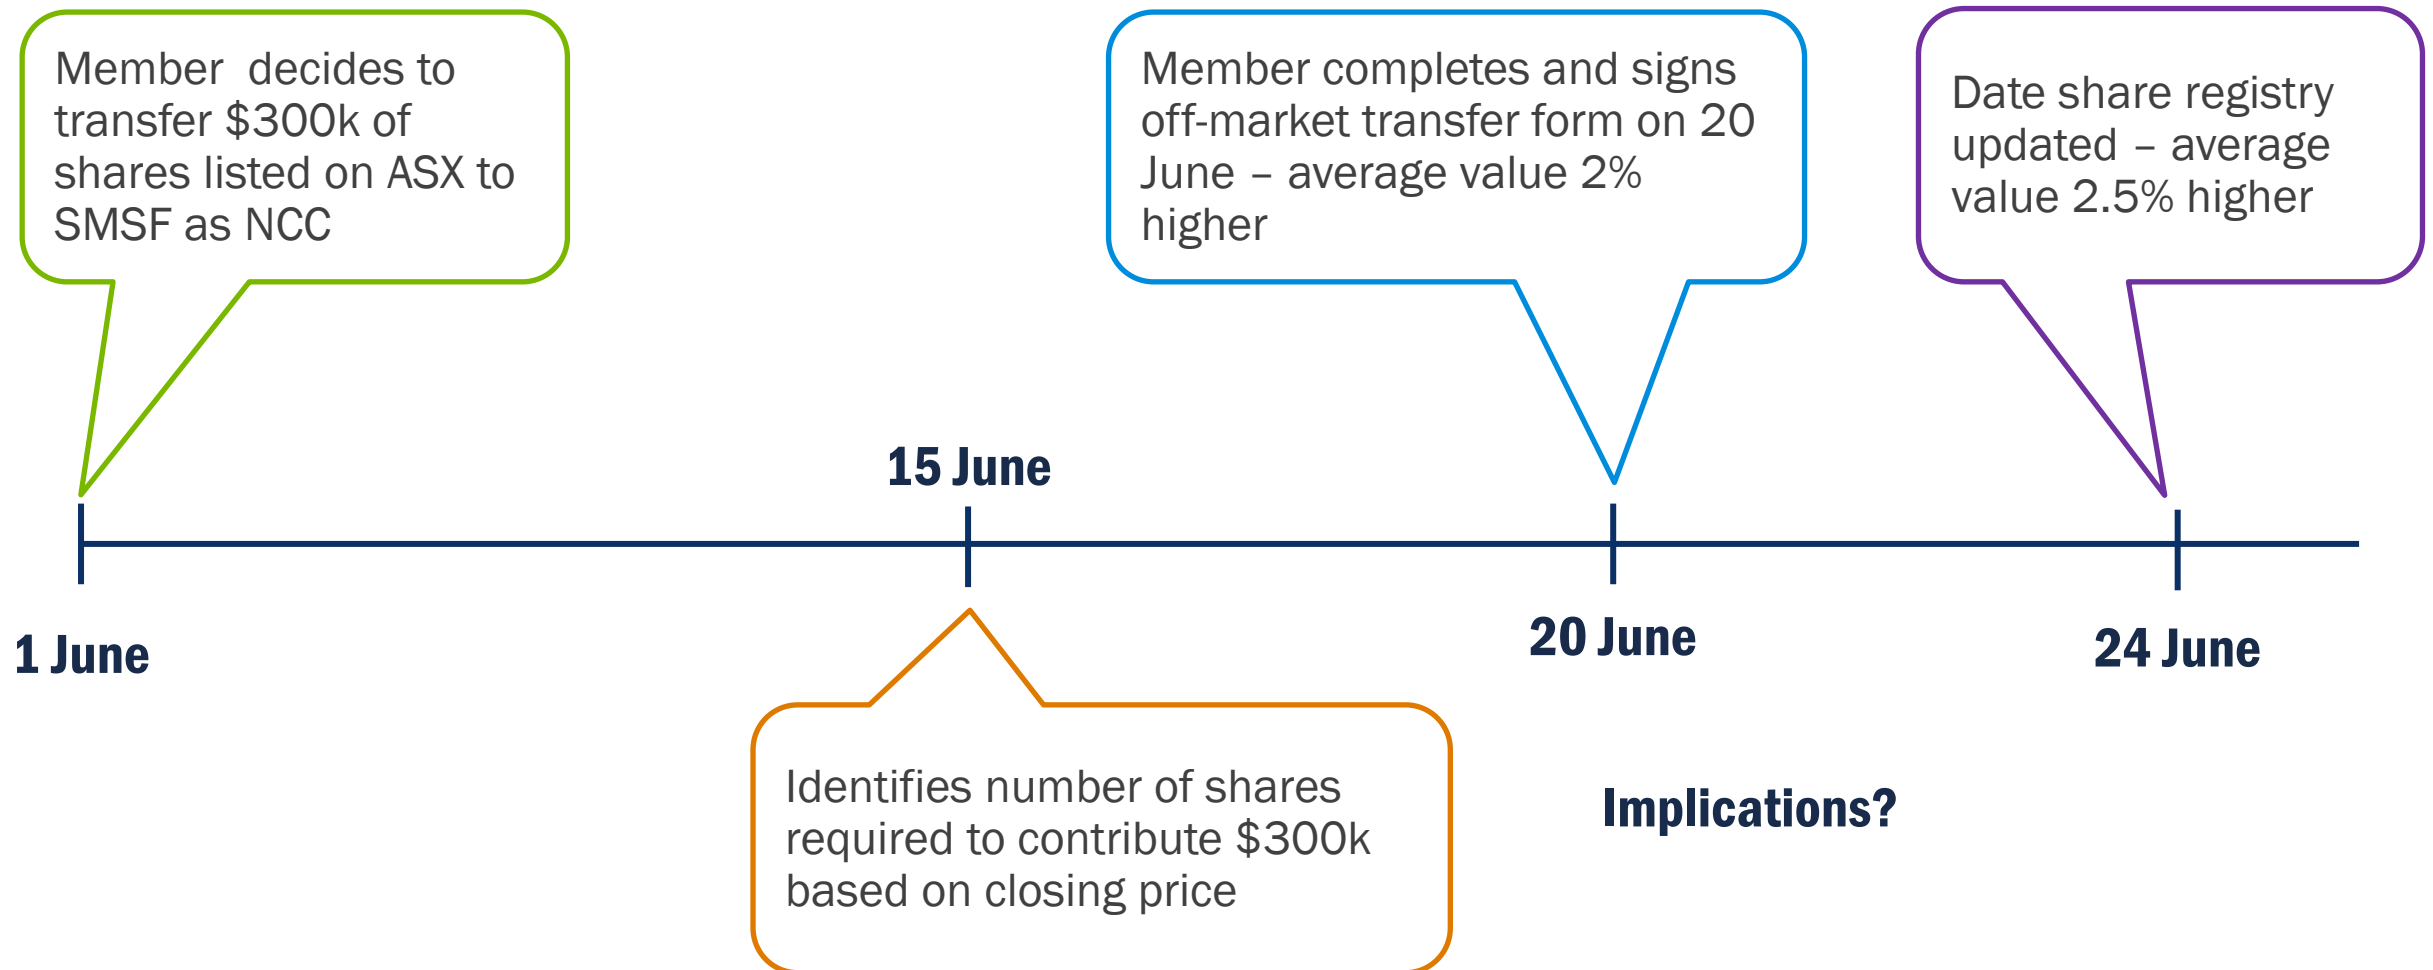 Member  decides to
transfer $300k of
shares listed on ASX to
SMSF as NCC
Member completes and signs
off-market transfer form on 20
June – average value 2%
higher
Date share registry
updated – average
value 2.5% higher
15 June
1 June
20 June
24 June
Identifies number of shares
required to contribute $300k
based on closing price
Implications?